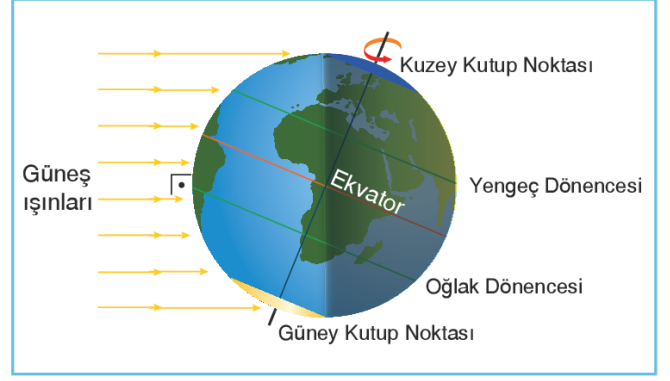 Kuzey Kutup Noktası
Güneş
ışınları
Ekvator
Yengeç Dönencesi
Oğlak Dönencesi
Güney Kutup Noktası